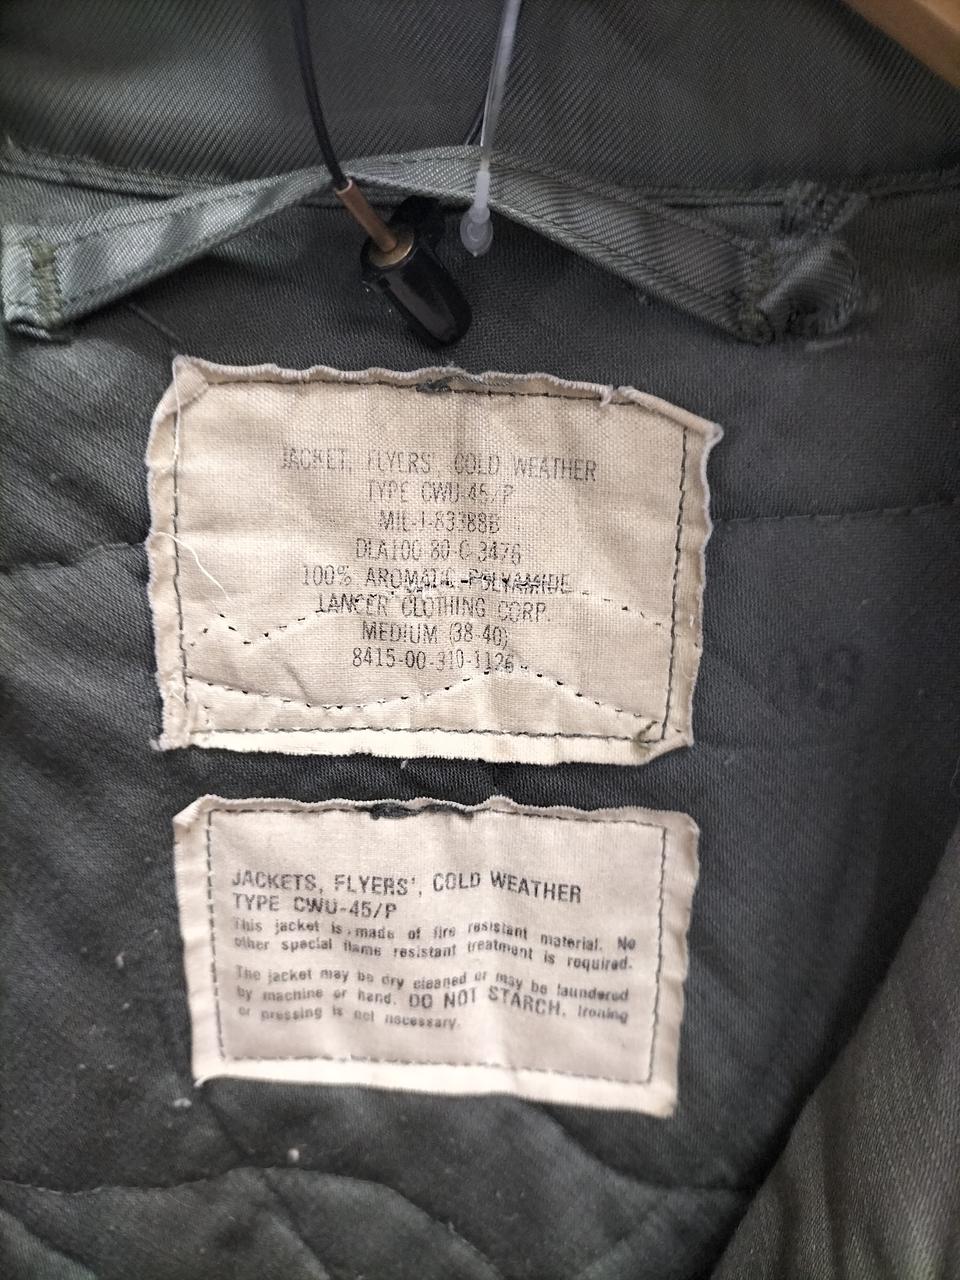 JACKET, FLYERS', COLD WEATHER
TYPE CWU-45/P
MIL-J-83388B
DLA100-80-C-3476
100% AROMATIC POLYAMIDE
LANCER CLOTHING CORP.
MEDIUM (38-40)
8415-00-310-1126
JACKETS, FLYERS', COLD WEATHER
TYPE CWU-45/P
This jacket is made of fire resistant material. No
other special flame resistant treatment is required.
The jacket may be dry cleaned or may be laundered
by machine or hand. DO NOT STARCH. Ironing
or pressing is not necessary.